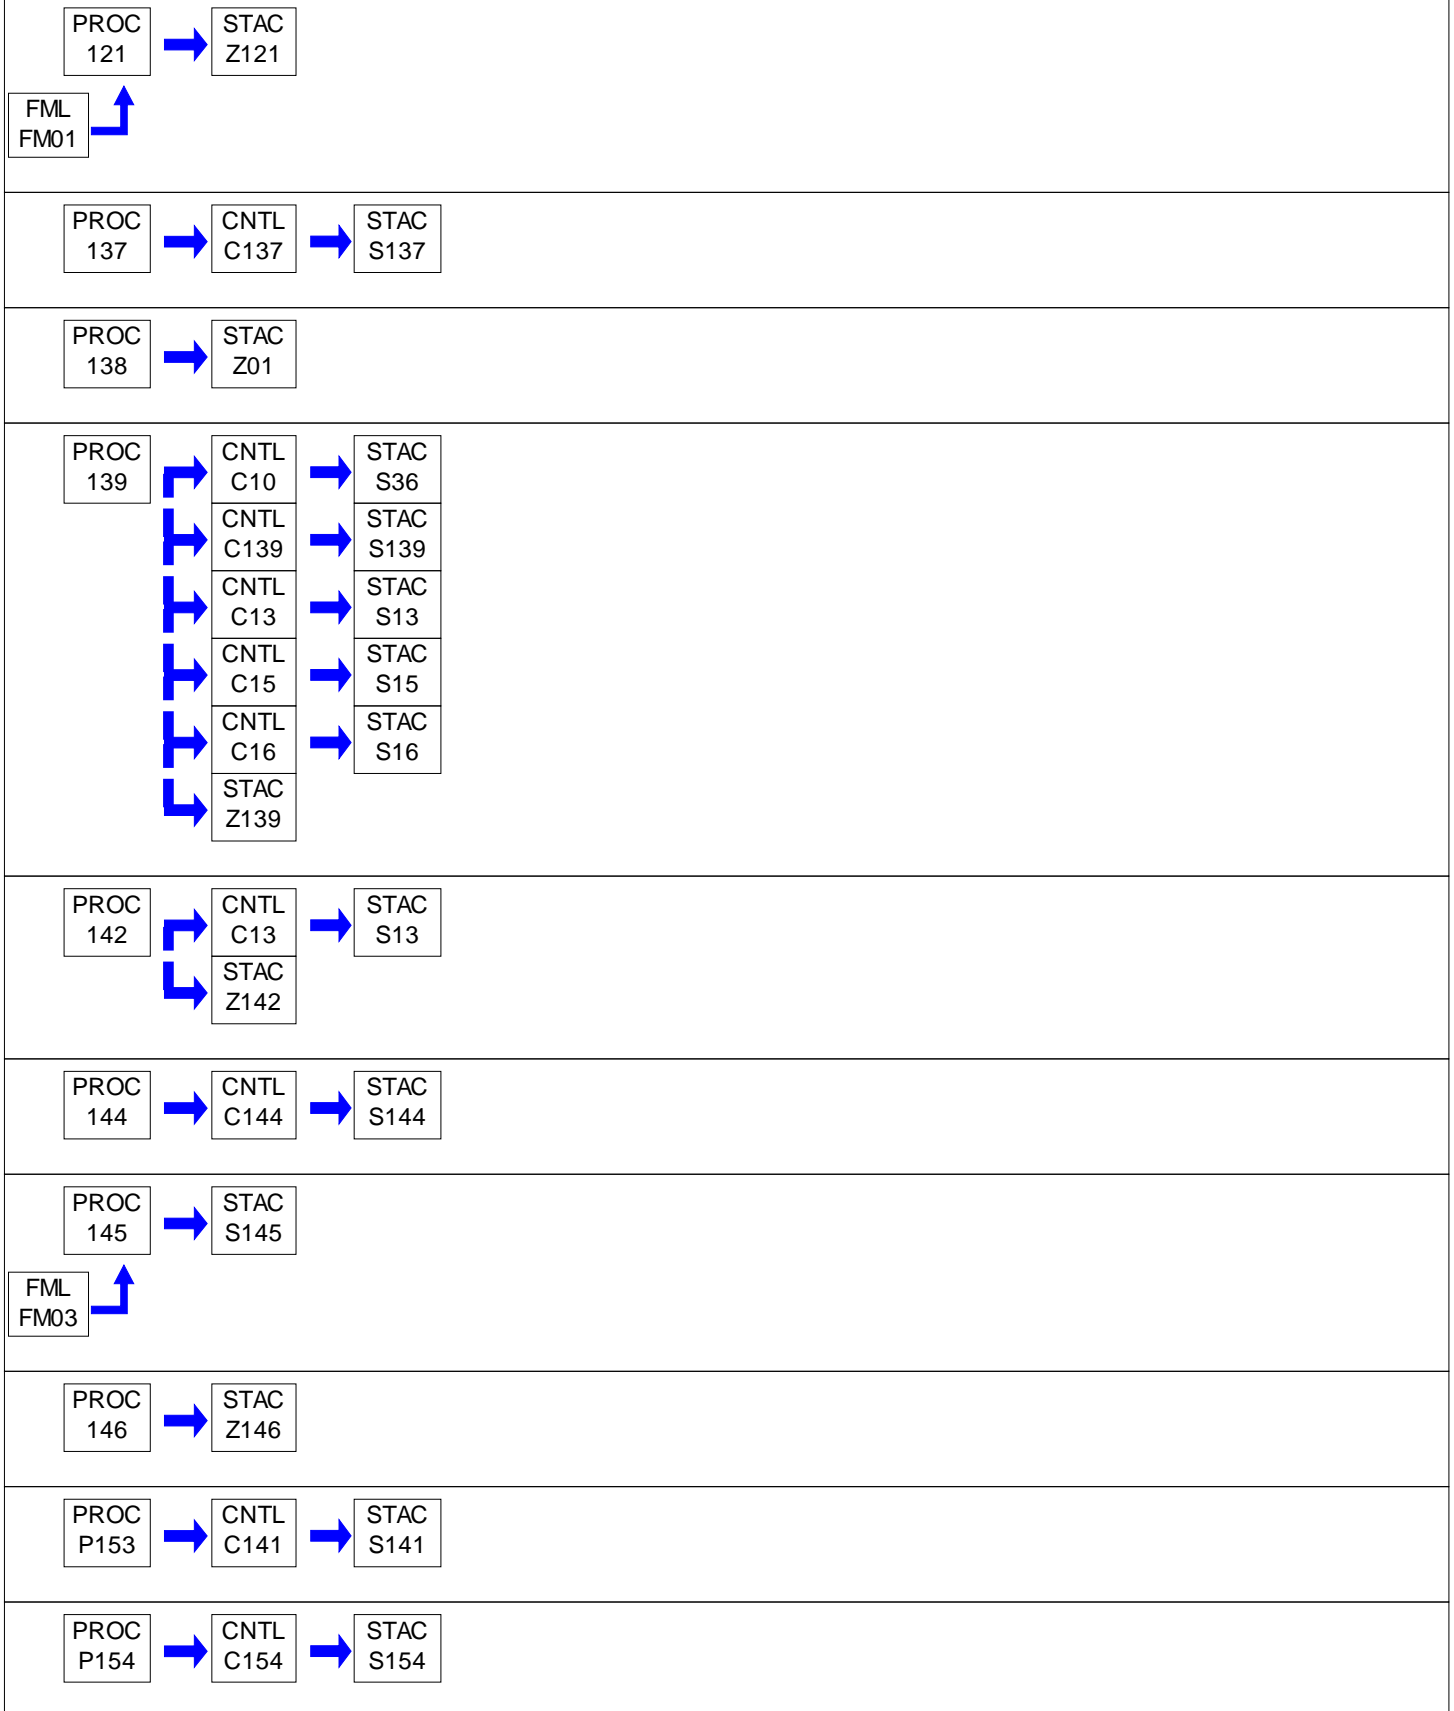 PROC
121
STAC
Z121
FML
FM01
PROC
137
CNTL
C137
STAC
S137
PROC
138
STAC
Z01
PROC
139
CNTL
C10
STAC
S36
CNTL
C139
STAC
S139
CNTL
C13
STAC
S13
CNTL
C15
STAC
S15
CNTL
C16
STAC
S16
STAC
Z139
PROC
142
CNTL
C13
STAC
S13
STAC
Z142
PROC
144
CNTL
C144
STAC
S144
PROC
145
STAC
S145
FML
FM03
PROC
146
STAC
Z146
PROC
P153
CNTL
C141
STAC
S141
PROC
P154
CNTL
C154
STAC
S154